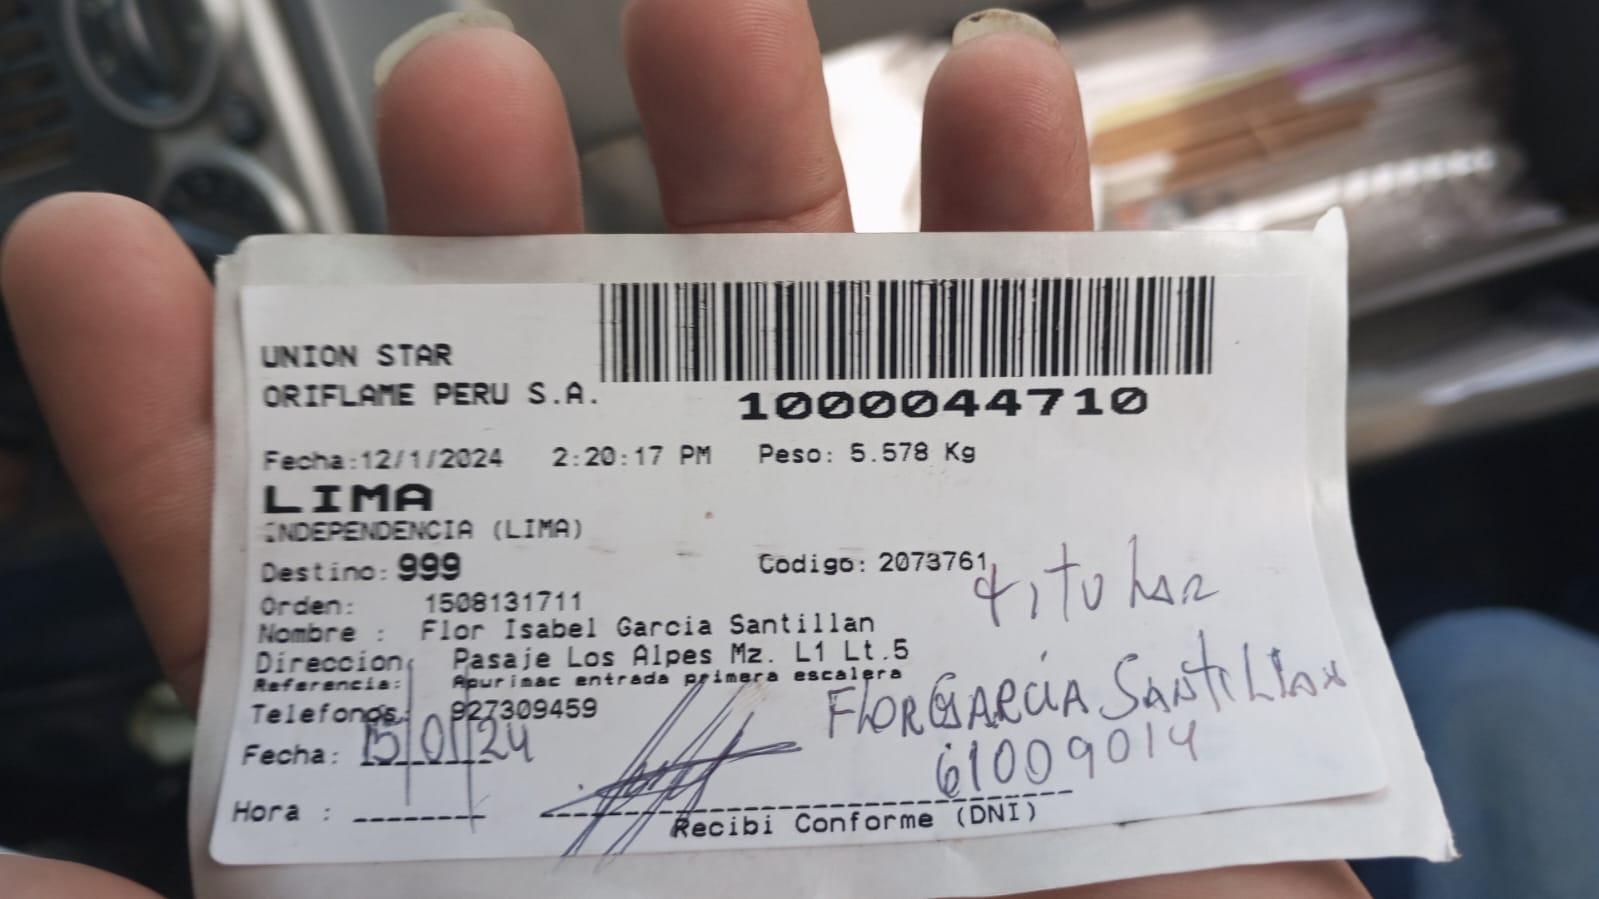 UNION STAR
ORIFLAME PERU S.A.
1000044710
Fecha:12/1/2024 2:20:17 PM Peso: 5.578 Kg
LIMA
INDEPENDENCIA (LIMA)
Destino: 999 Codigo: 2073761
titular
Orden: 1508131711
Nombre : Flor Isabel Garcia Santillan
Direccion: Pasaje Los Alpes Mz. L1 Lt.5
Referencia: Apurimac entrada primera escalera
Telefonos: 927309459
Flor García Santillan
Fecha: 15/01/24
61009014
Hora :
Recibi Conforme (DNI)